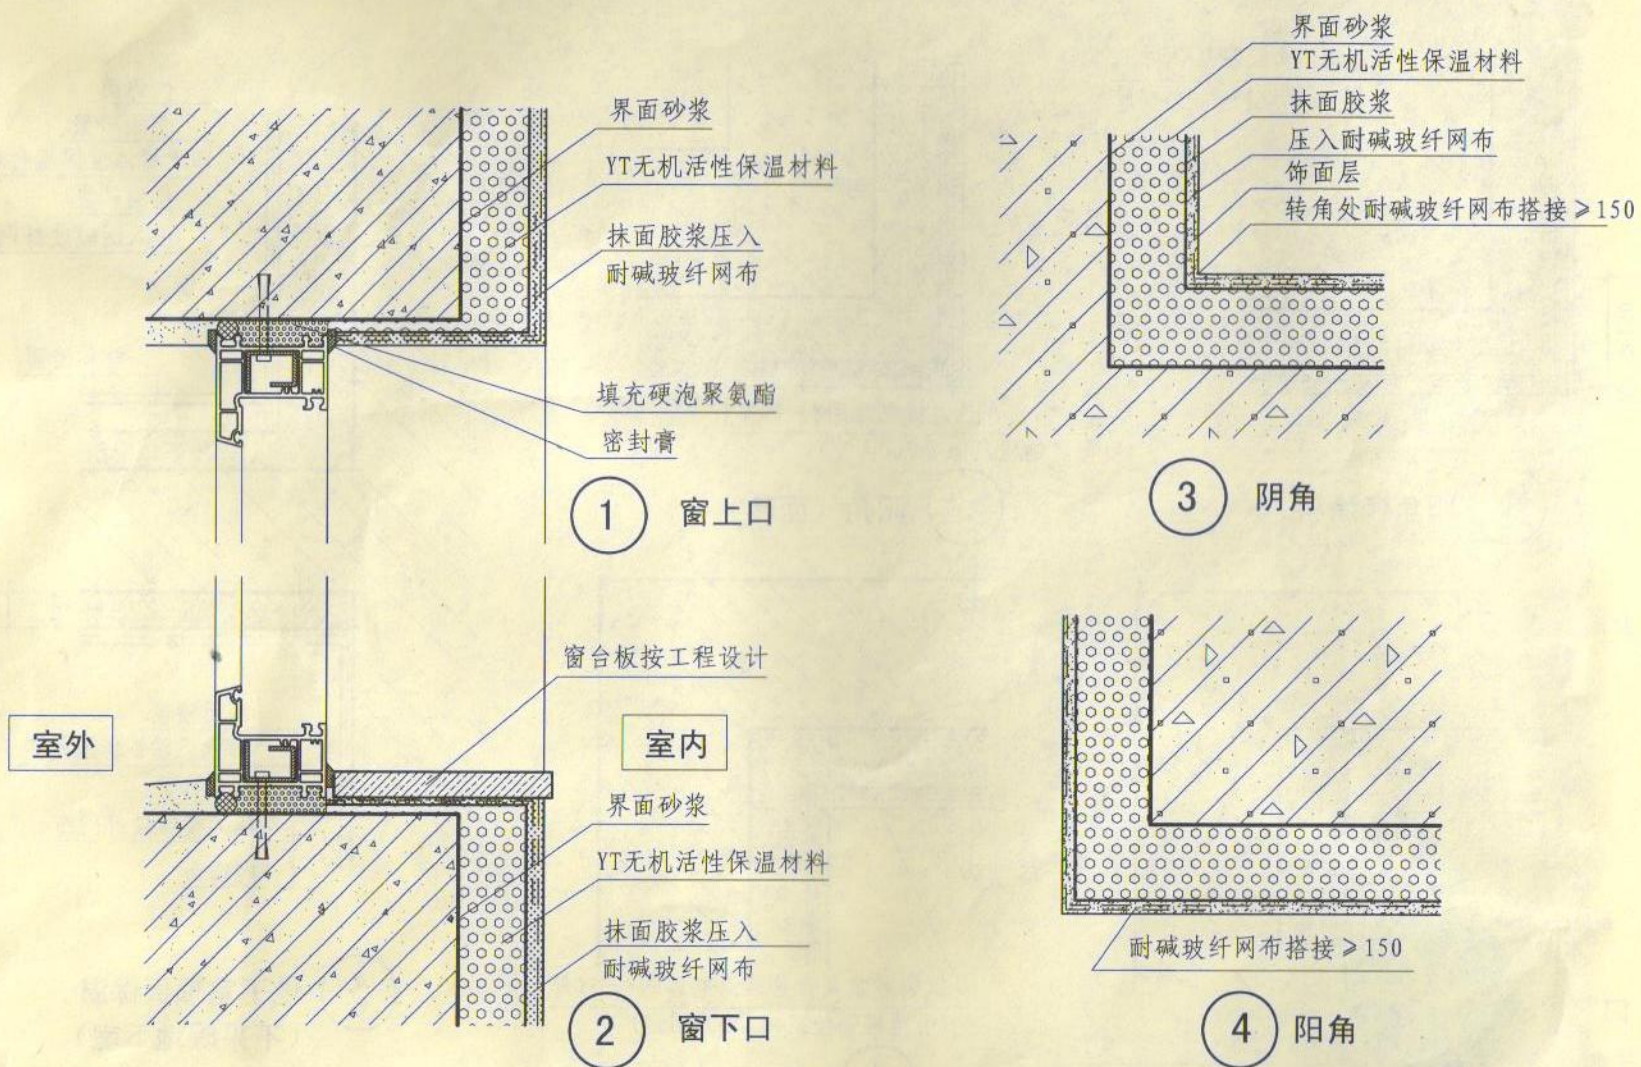 界面砂浆
YT无机活性保温材料
抹面胶浆压入
耐碱玻纤网布
填充硬泡聚氨酯
密封膏
1 窗上口
窗台板按工程设计
室外
室内
界面砂浆
YT无机活性保温材料
抹面胶浆压入
耐碱玻纤网布
2 窗下口
界面砂浆
YT无机活性保温材料
抹面胶浆
压入耐碱玻纤网布
饰面层
转角处耐碱玻纤网布搭接≥150
3 阴角
耐碱玻纤网布搭接≥150
4 阳角